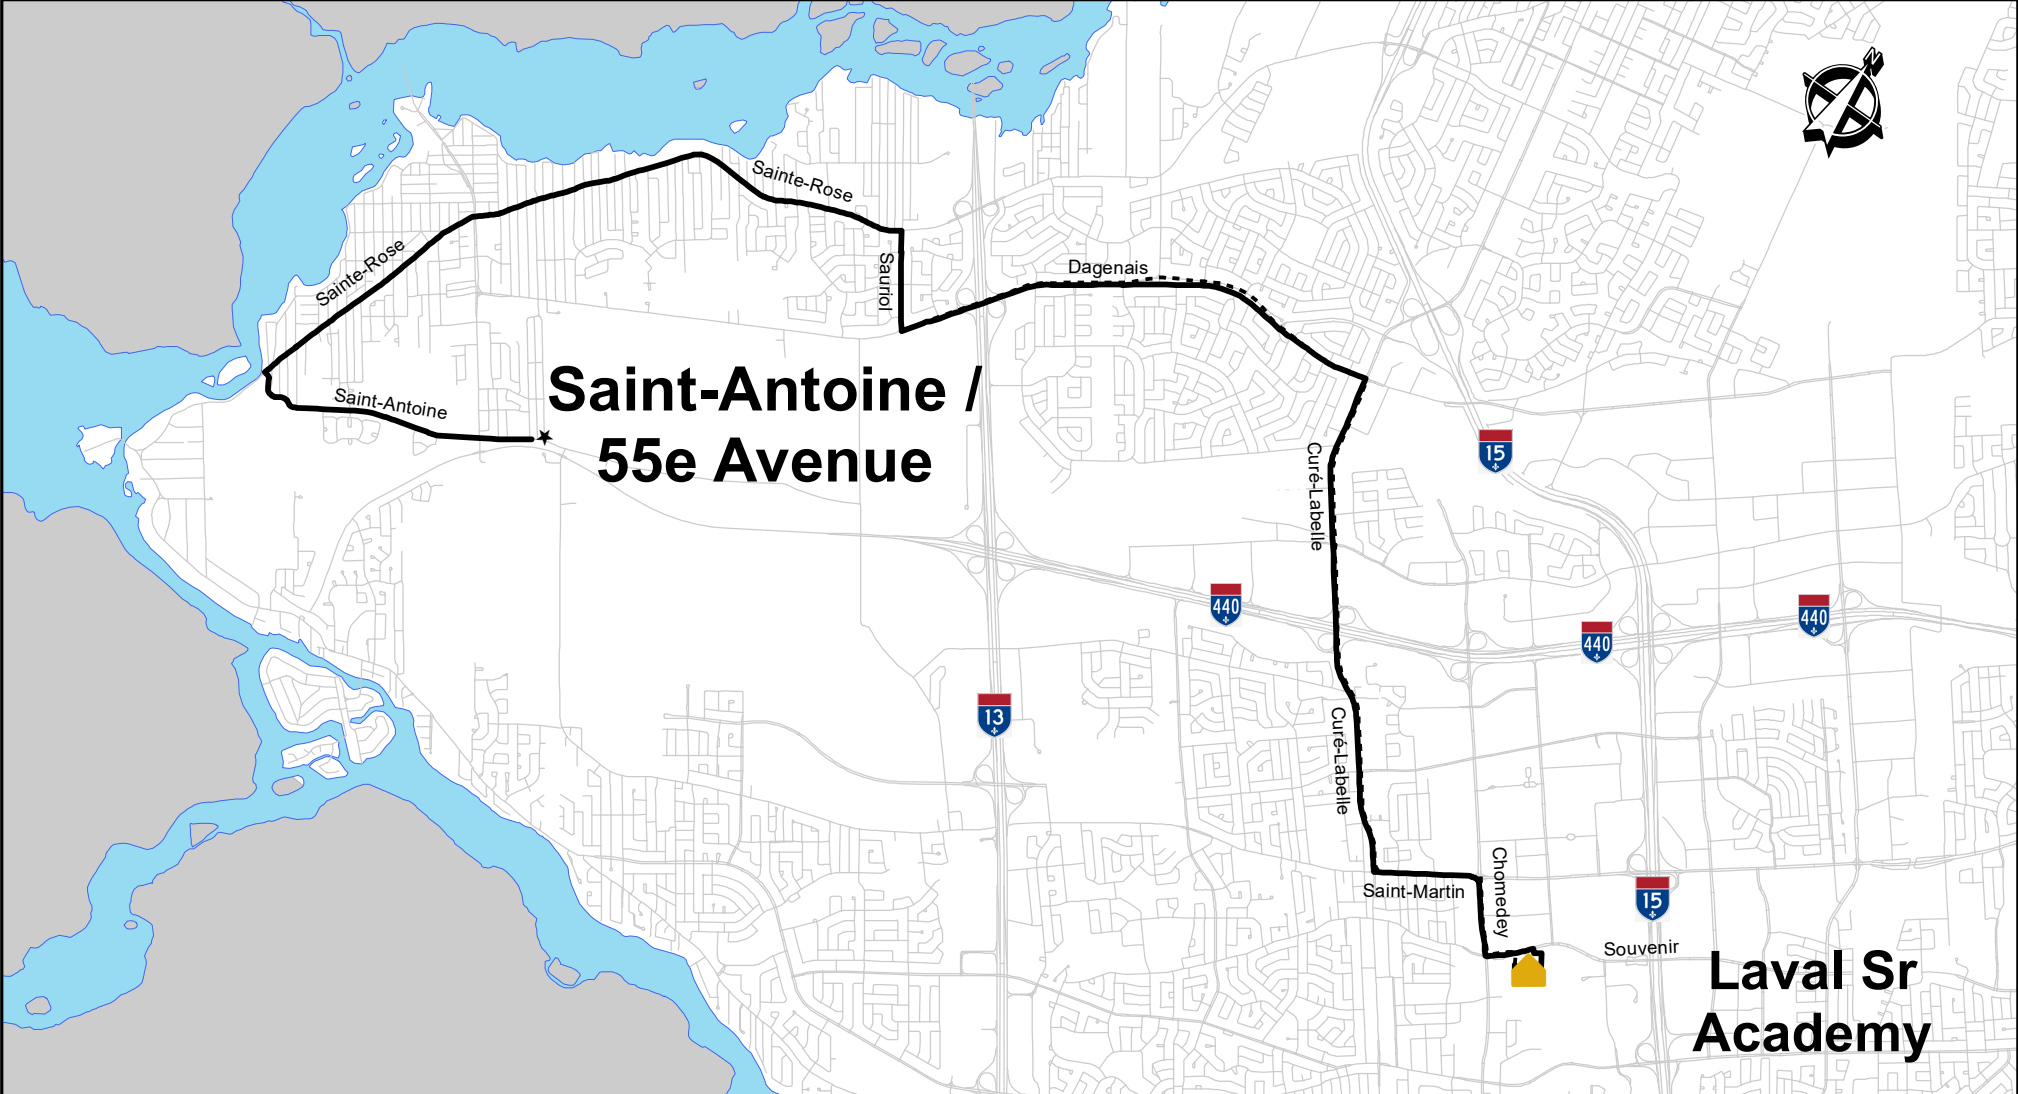 N
Sainte-Rose
Sainte-Rose
Sauriol
Dagenais
Saint-Antoine /
55e Avenue
Saint-Antoine
Curé-Labelle
15
440
440
440
13
Curé-Labelle
Saint-Martin
Chomedey
15
Souvenir
Laval Sr
Academy